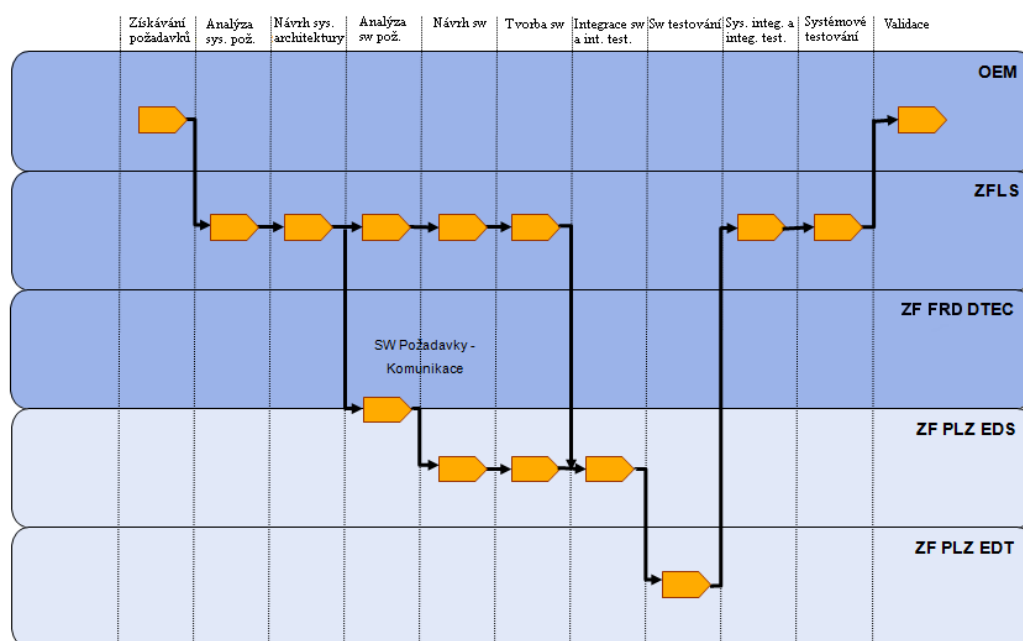 Získávání
požadavků
Analýza
sys. pož.
Návrh sys.
architektury
Analýza
sw pož.
Návrh sw
Tvorba sw
Integrace sw
a int. test.
Sw testování
Sys. integ. a
integ. test.
Systémové
testování
Validace
OEM
ZFLS
ZF FRD DTEC
SW Požadavky -
Komunikace
ZF PLZ EDS
ZF PLZ EDT